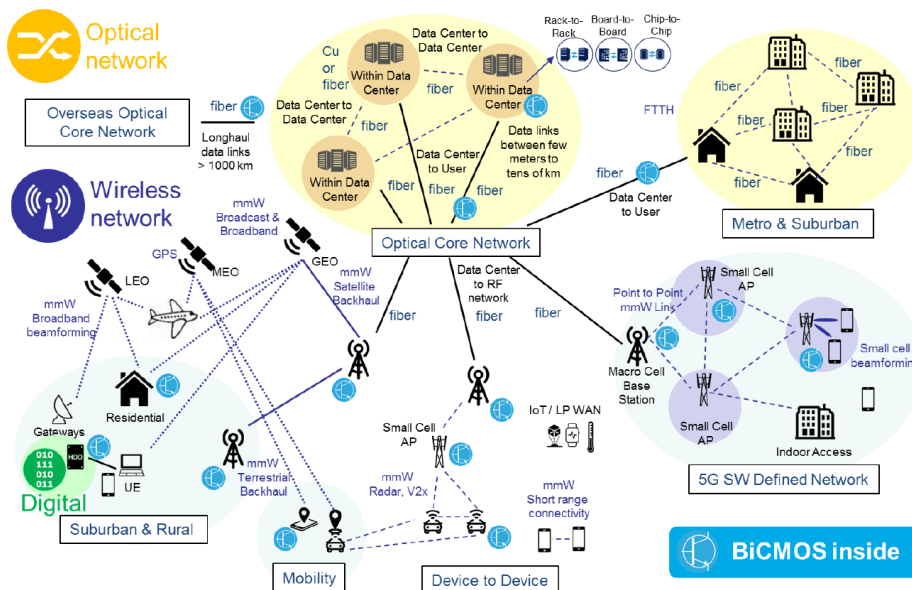 Optical
network
Overseas Optical
Core Network
fiber
Longhaul
data links
> 1000 km
Cu
or
fiber
Data Center to
Data Center
Within Data
Center
fiber
Within Data
Center
Data Center to
Data Center
fiber
fiber
Within Data
Center
Data Center
to User
Data links
between few
meters to
tens of km
fiber
fiber
fiber
Rack-to-
Rack
Board-to-
Board
Chip-to-
Chip
FTTH
fiber
fiber
fiber
fiber
fiber
fiber
Data Center
to User
Metro & Suburban
Wireless
network
mmW
Broadcast &
Broadband
Optical Core Network
GPS
MEO
GEO
LEO
mmW
Satellite
Backhaul
mmW
Broadband
beamforming
Data Center
to RF
network
fiber
fiber
fiber
Small Cell
AP
Point to Point
mmW Link
Small cell
beamforming
Macro Cell
Base
Station
Small Cell
AP
Indoor Access
5G SW Defined Network
Residential
Gateways
HDD
UE
010
111
010
011
Digital
Suburban & Rural
mmW
Terrestrial
Backhaul
Small Cell
AP
IoT / LP WAN
mmW
Radar, V2x
mmW
Short range
connectivity
Mobility
Device to Device
BiCMOS inside